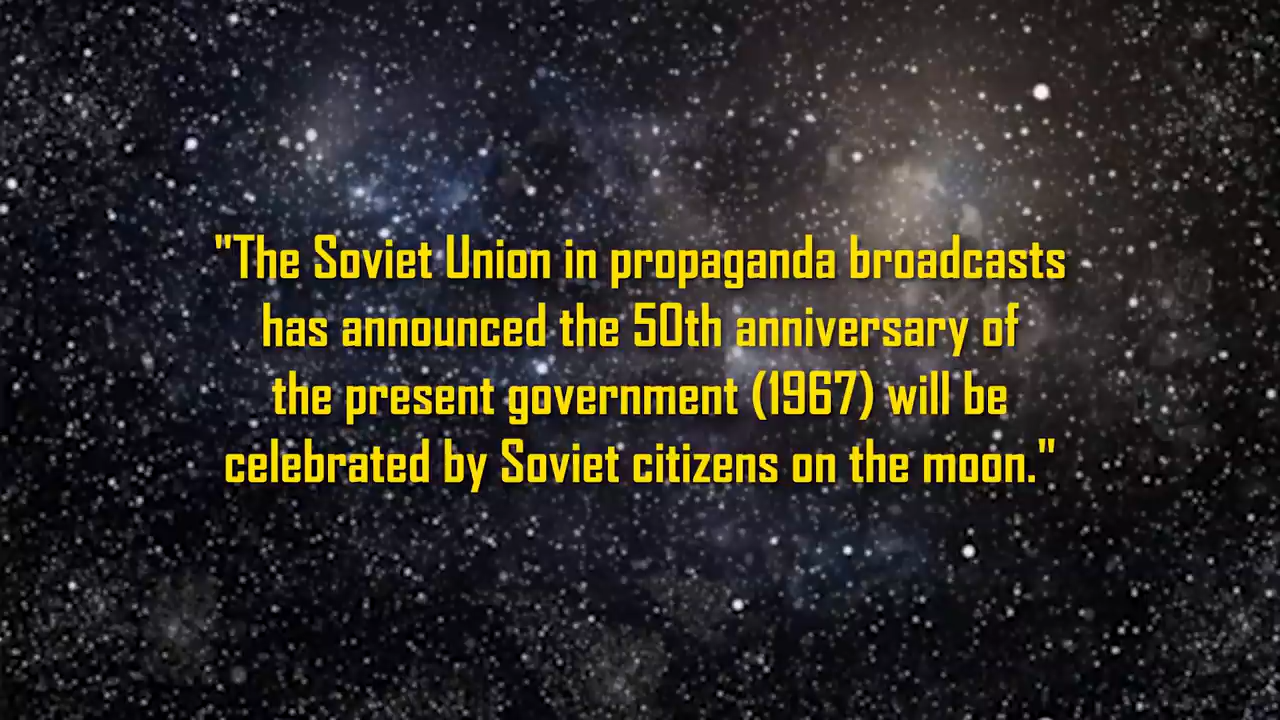 "The Soviet Union in propaganda broadcasts
has announced the 50th anniversary of
the present government (1967) will be
celebrated by Soviet citizens on the moon."